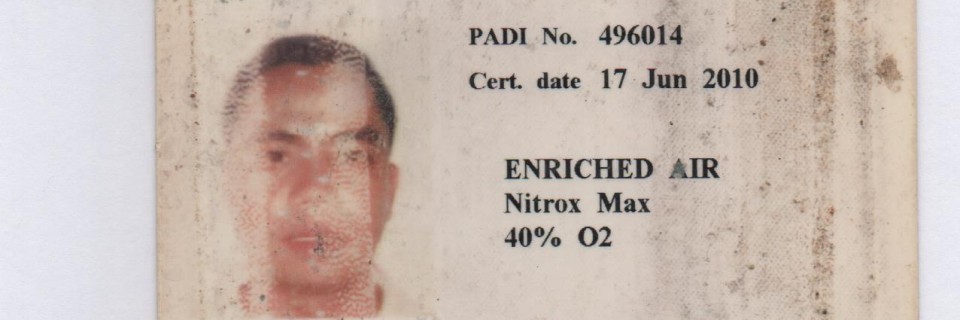 PADI No. 496014
Cert. date 17 Jun 2010
ENRICHED AIR
Nitrox Max
40% O2